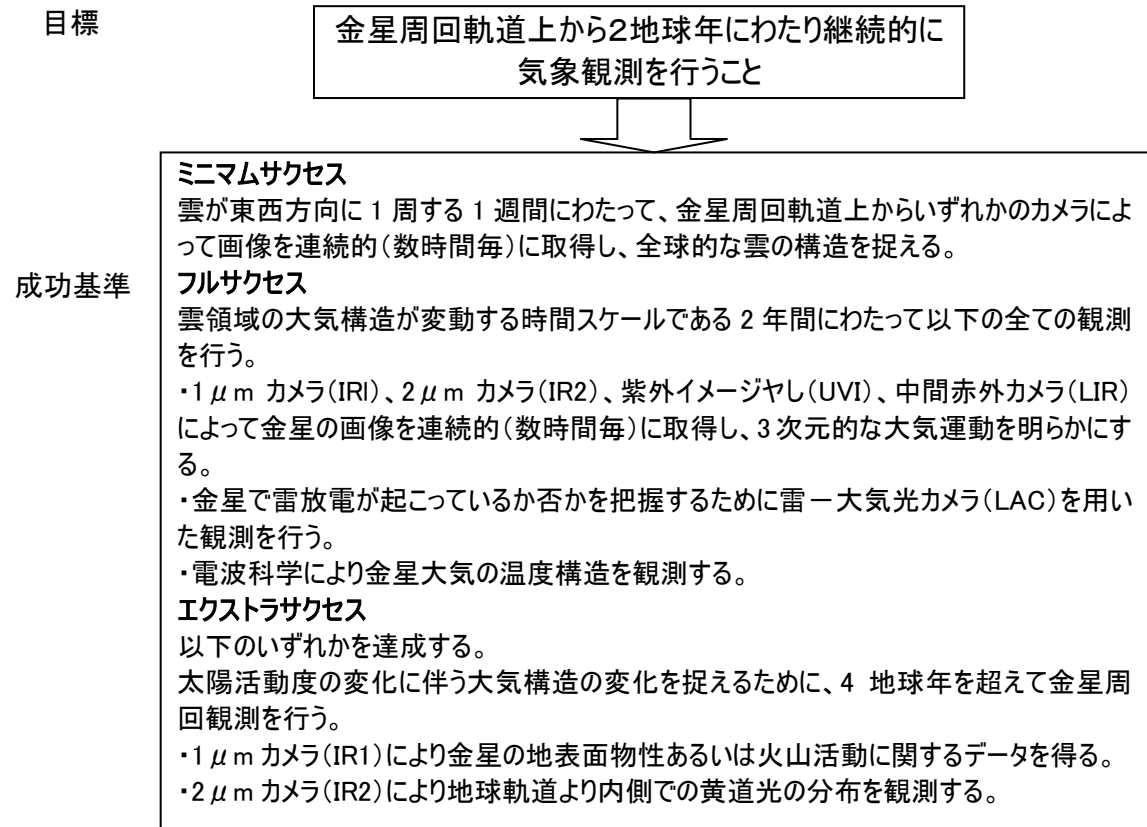 目標
金星周回軌道上から2地球年にわたり継続的に
気象観測を行うこと
成功基準
ミニマムサクセス
雲が東西方向に 1 周する 1 週間にわたって、金星周回軌道上からいずれかのカメラによ
って画像を連続的(数時間毎)に取得し、全球的な雲の構造を捉える。
フルサクセス
雲領域の大気構造が変動する時間スケールである 2 年間にわたって以下の全ての観測
を行う。
・1μm カメラ(IRI)、2μm カメラ(IR2)、紫外イメージヤし(UVI)、中間赤外カメラ(LIR)
によって金星の画像を連続的(数時間毎)に取得し、3 次元的な大気運動を明らかにす
る。
・金星で雷放電が起こっているか否かを把握するために雷-大気光カメラ(LAC)を用い
た観測を行う。
・電波科学により金星大気の温度構造を観測する。
エクストラサクセス
以下のいずれかを達成する。
太陽活動度の変化に伴う大気構造の変化を捉えるために、4 地球年を超えて金星周
回観測を行う。
・1μm カメラ(IR1)により金星の地表面物性あるいは火山活動に関するデータを得る。
・2μm カメラ(IR2)により地球軌道より内側での黄道光の分布を観測する。